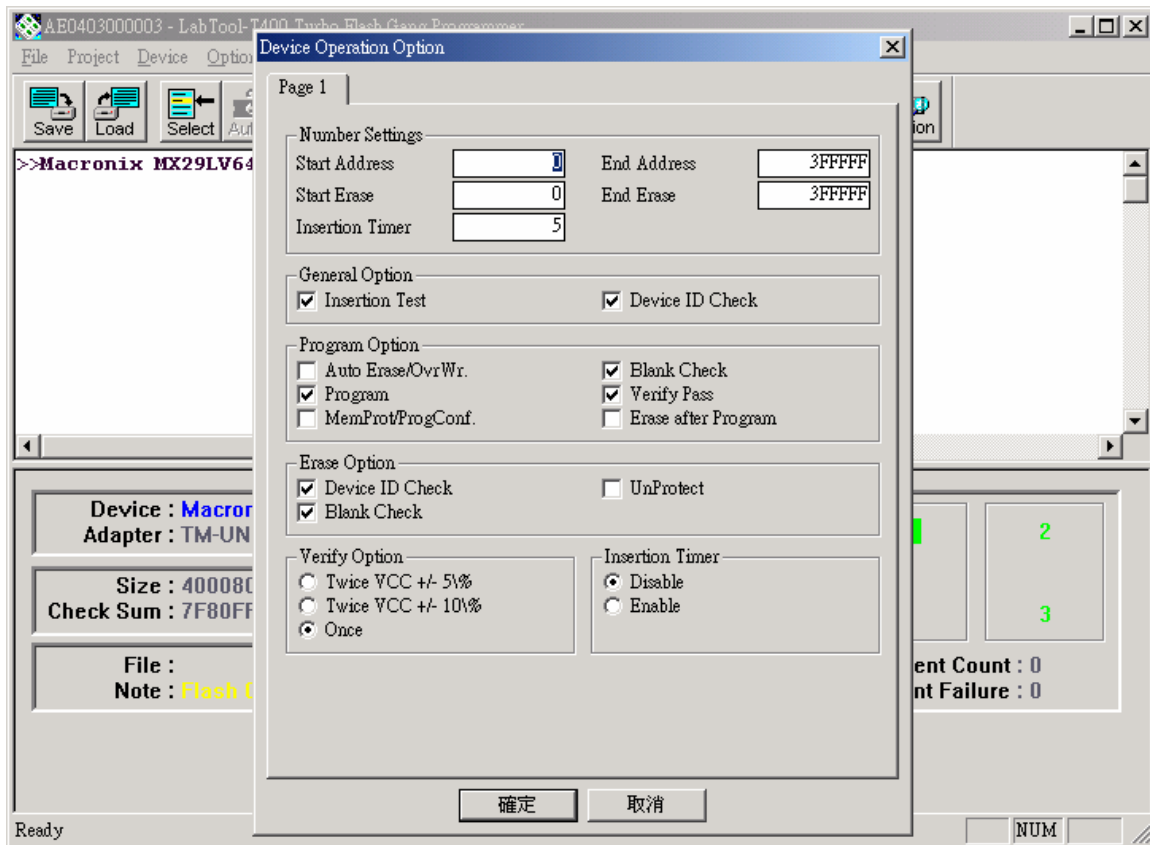 AE0403000003 - LabTool-T400 Turbo Flash Gang Programmer
File Project Device
Save Load Select
>>Macronix MX29LV64
Device Operation Option
Page 1
Number Settings
Start Address 0 End Address 3FFFFF
Start Erase 0 End Erase 3FFFFF
Insertion Timer 5
General Option
Insertion Test Device ID Check
Program Option
Auto Erase/OvrWr. Blank Check
Program Verify Pass
MemProt/ProgConf. Erase after Program
Erase Option
Device ID Check UnProtect
Blank Check
Verify Option Insertion Timer
Twice VCC +/- 5\% Disable
Twice VCC +/- 10\% Enable
Once
確定 取消
Device : Macron
Adapter : TM-UN
Size : 400080
Check Sum : 7F80FF
File :
Note : Flash
2
3
ent Count : 0
nt Failure : 0
Ready NUM